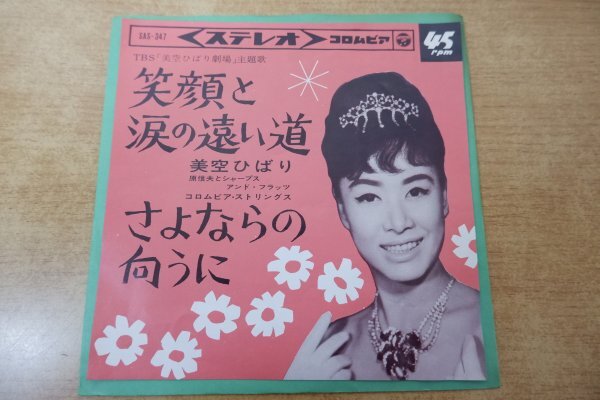 SAS-347
ステレオ
コロムビア
45
rpm
TBS「美空ひばり劇場」主題歌
笑顔と
涙の遠い道
美空ひばり
原信夫とシャープス
アンド・フラッツ
コロムビア・ストリングス
さよならの
向うに